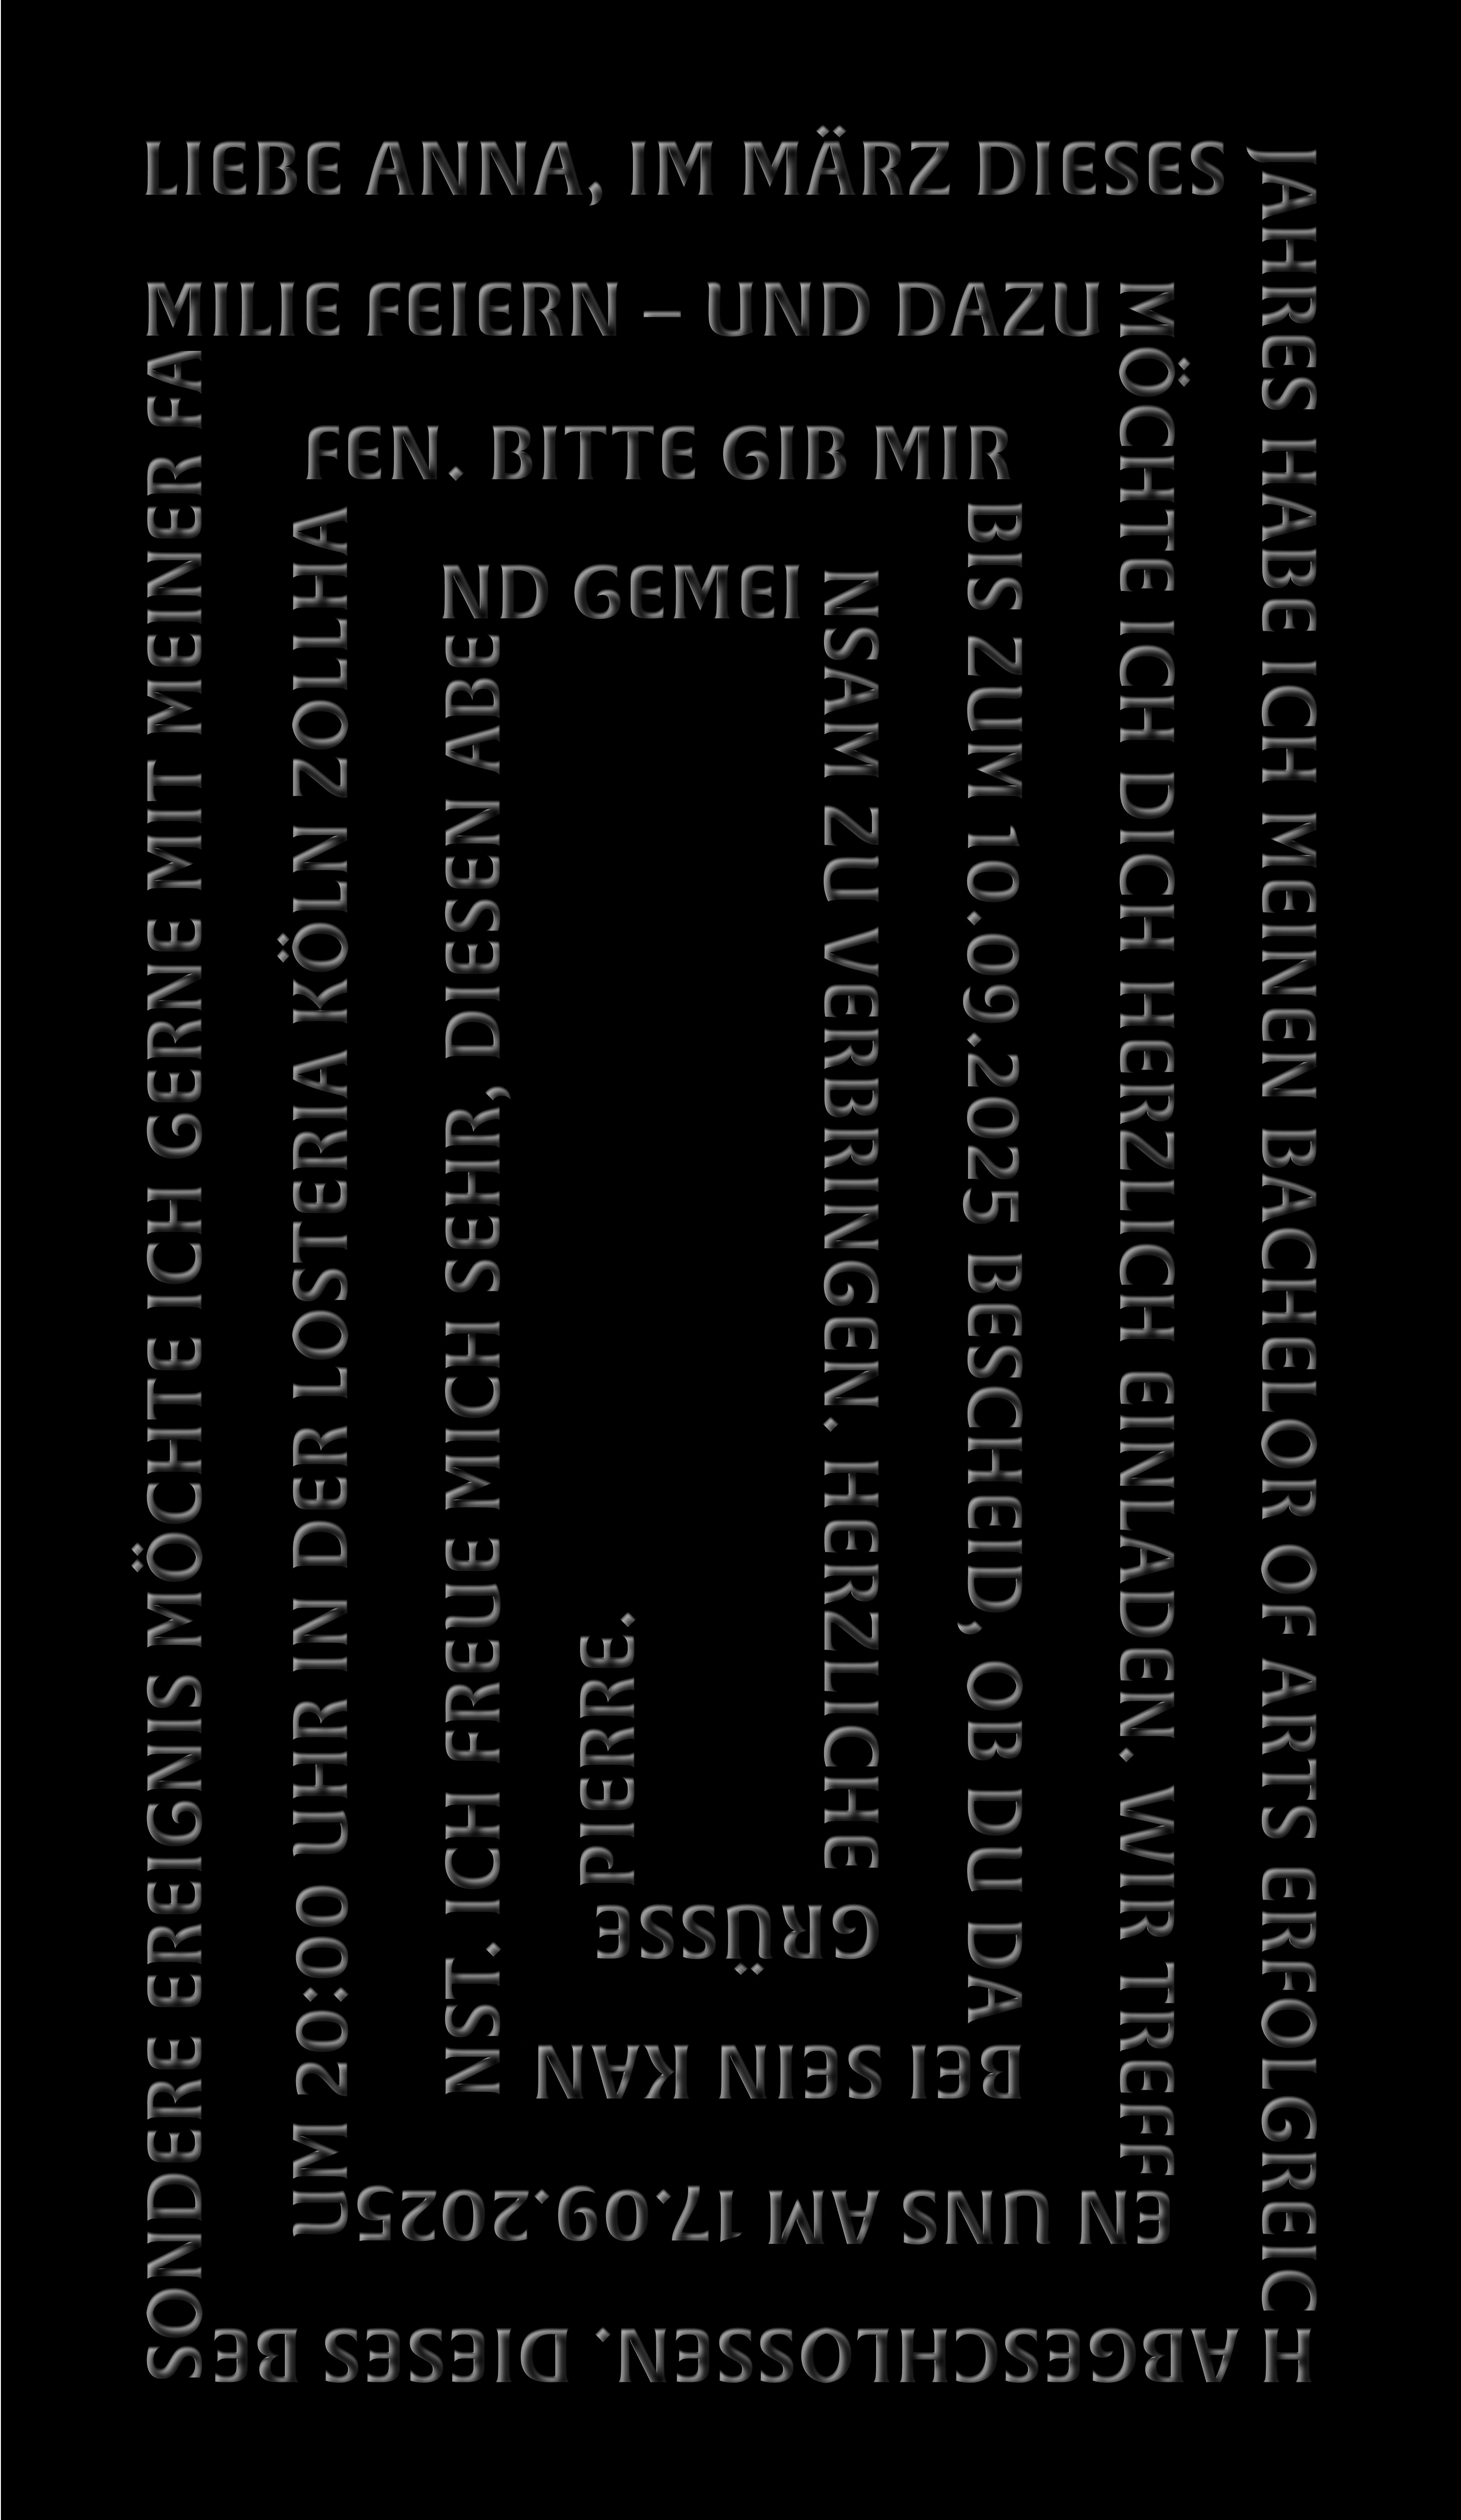 LIEBE ANNA, IM MÄRZ DIESES
JAHRES HABE ICH MEINEN BACHELOR OF ARTS ERFOLGREIC
H ABGESCHLOSSEN. DIESES BE
SONDERE EREIGNIS MÖCHTE ICH GERNE MIT MEINER FA
MILIE FEIERN – UND DAZU
MÖCHTE ICH DICH HERZLICH EINLADEN. WIR TREFF
EN UNS AM 17.09.2025
UM 20:00 UHR IN DER LOSTERIA KÖLN ZOLLHA
FEN. BITTE GIB MIR
BIS ZUM 10.09.2025 BESCHEID, OB DU DA
BEI SEIN KAN
NST. ICH FREUE MICH SEHR, DIESEN ABE
ND GEMEI
NSAM ZU VERBRINGEN. HERZLICHE
GRÜSSE
PIERRE.